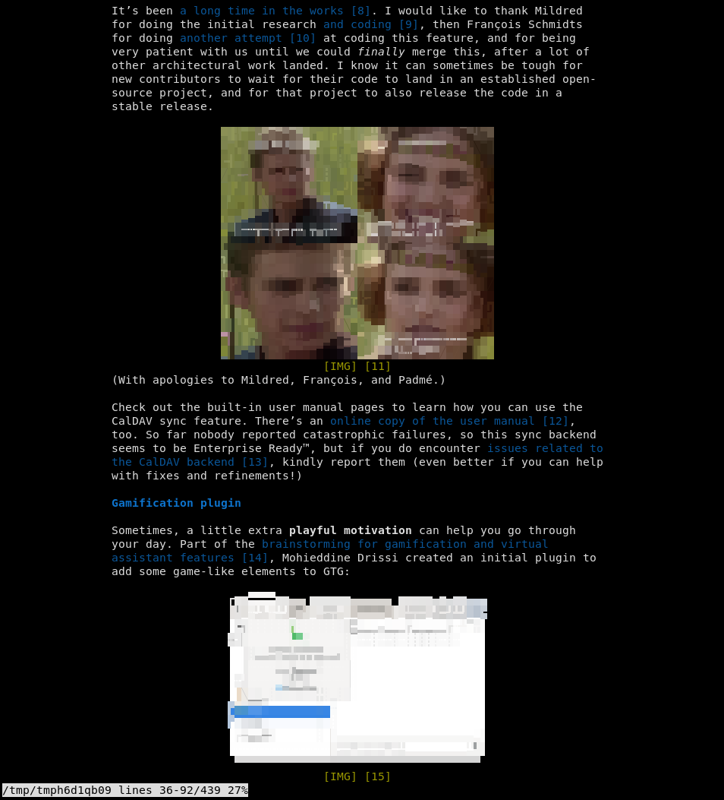 It’s been a long time in the works [8]. I would like to thank Mildred
for doing the initial research and coding [9], then François Schmidts
for doing another attempt [10] at coding this feature, and for being
very patient with us until we could finally merge this, after a lot of
other architectural work landed. I know it can sometimes be tough for
new contributors to wait for their code to land in an established open-
source project, and for that project to also release the code in a
stable release.
[IMG] [11]
(With apologies to Mildred, François, and Padmé.)
Check out the built-in user manual pages to learn how you can use the
CalDAV sync feature. There’s an online copy of the user manual [12],
too. So far nobody reported catastrophic failures, so this sync backend
seems to be Enterprise Ready™, but if you do encounter issues related to
the CalDAV backend [13], kindly report them (even better if you can help
with fixes and refinements!)
Gamification plugin
Sometimes, a little extra playful motivation can help you go through
your day. Part of the brainstorming for gamification and virtual
assistant features [14], Mohieddine Drissi created an initial plugin to
add some game-like elements to GTG:
[IMG] [15]
/tmp/tmph6d1qb09 lines 36-92/439 27%